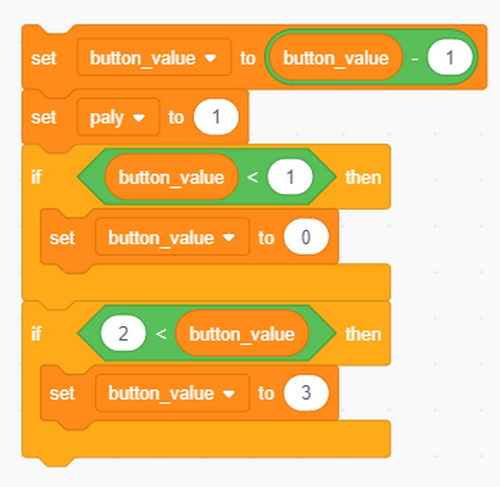 set button_value to button_value - 1
set paly to 1
if button_value < 1 then
set button_value to 0
if 2 < button_value then
set button_value to 3